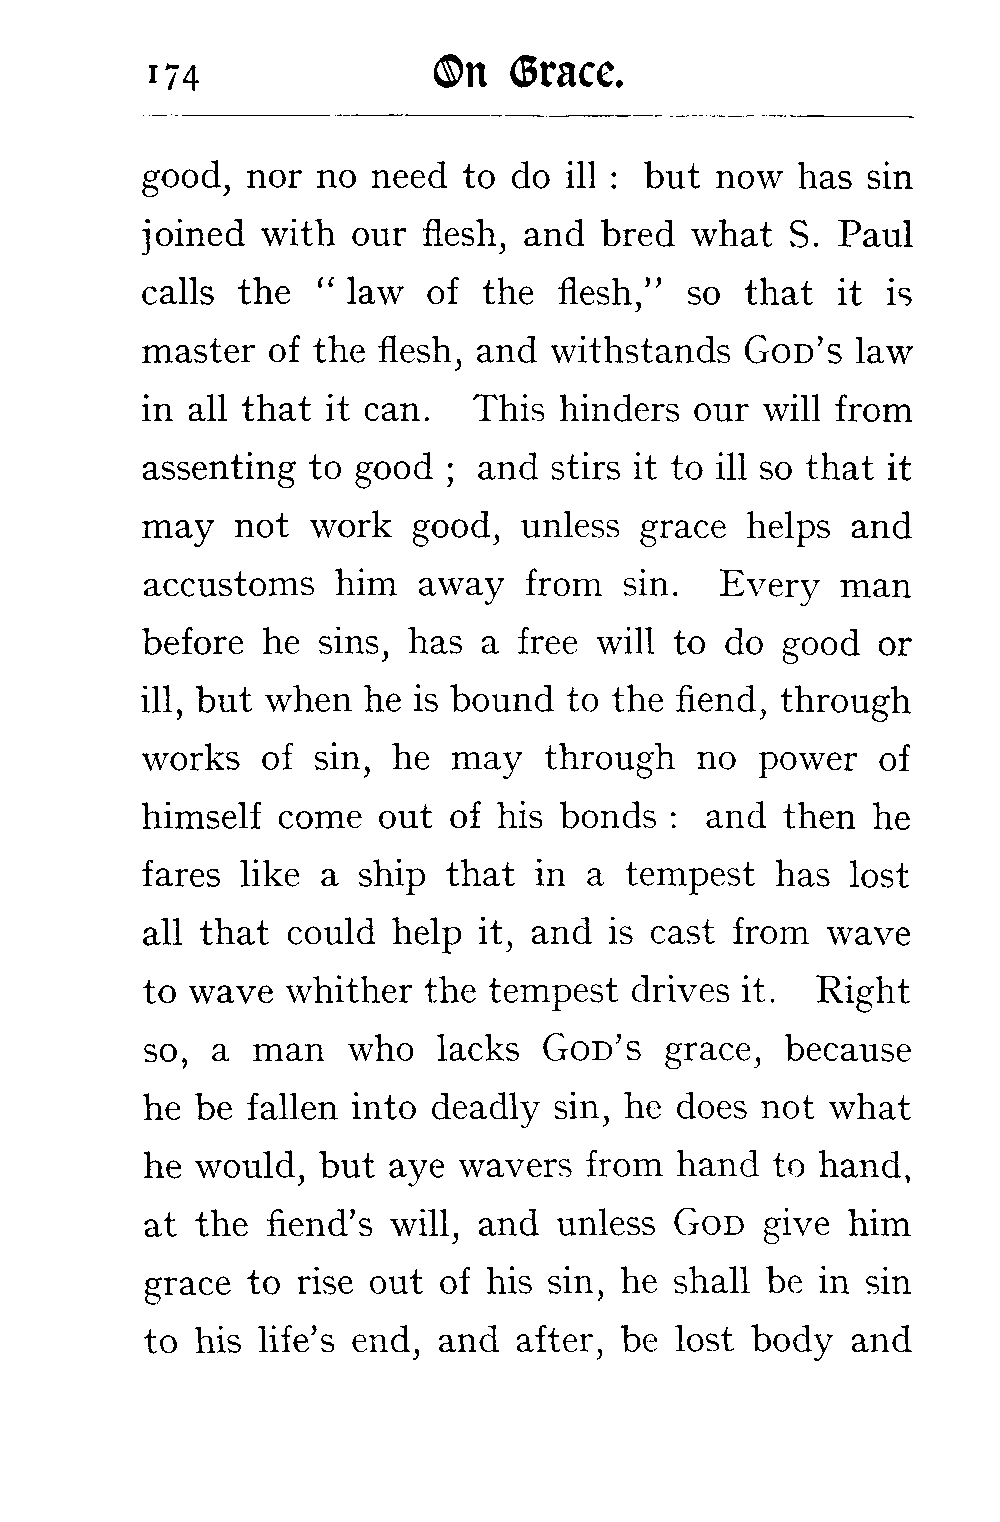 174 On Grace.
good, nor no need to do ill : but now has sin
joined with our flesh, and bred what S. Paul
calls the “ law of the flesh,” so that it is
master of the flesh, and withstands GOD’S law
in all that it can. This hinders our will from
assenting to good ; and stirs it to ill so that it
may not work good, unless grace helps and
accustoms him away from sin. Every man
before he sins, has a free will to do good or
ill, but when he is bound to the fiend, through
works of sin, he may through no power of
himself come out of his bonds : and then he
fares like a ship that in a tempest has lost
all that could help it, and is cast from wave
to wave whither the tempest drives it. Right
so, a man who lacks GOD’S grace, because
he be fallen into deadly sin, he does not what
he would, but aye wavers from hand to hand,
at the fiend’s will, and unless GOD give him
grace to rise out of his sin, he shall be in sin
to his life’s end, and after, be lost body and